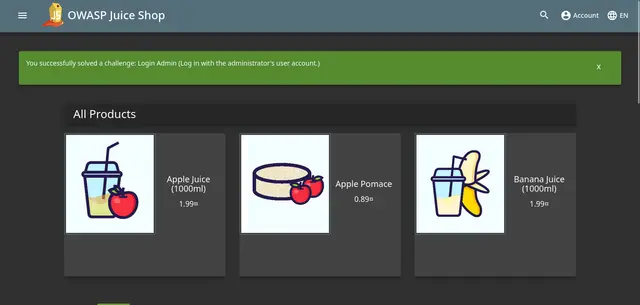 OWASP Juice Shop
Account
EN
You successfully solved a challenge: Login Admin (Log in with the administrator's user account.)
X
All Products
Apple Juice
(1000ml)
1.99¤
Apple Pomace
0.89¤
Banana Juice
(1000ml)
1.99¤